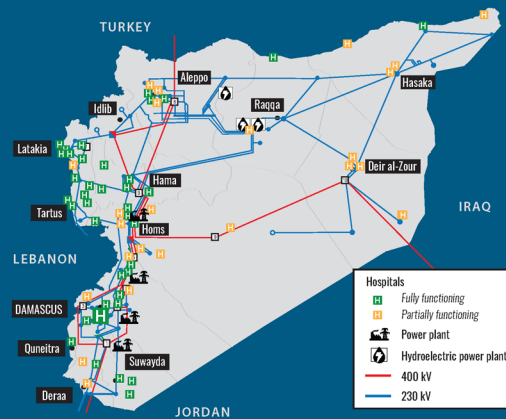 TURKEY
Aleppo
Hasaka
Idlib
Raqqa
Latakia
Deir al-Zour
Hama
Tartus
IRAQ
Homs
LEBANON
DAMASCUS
Quneitra
Suwayda
Deraa
JORDAN
Hospitals
H Fully functioning
H Partially functioning
Power plant
Hydroelectric power plant
400 kV
230 kV